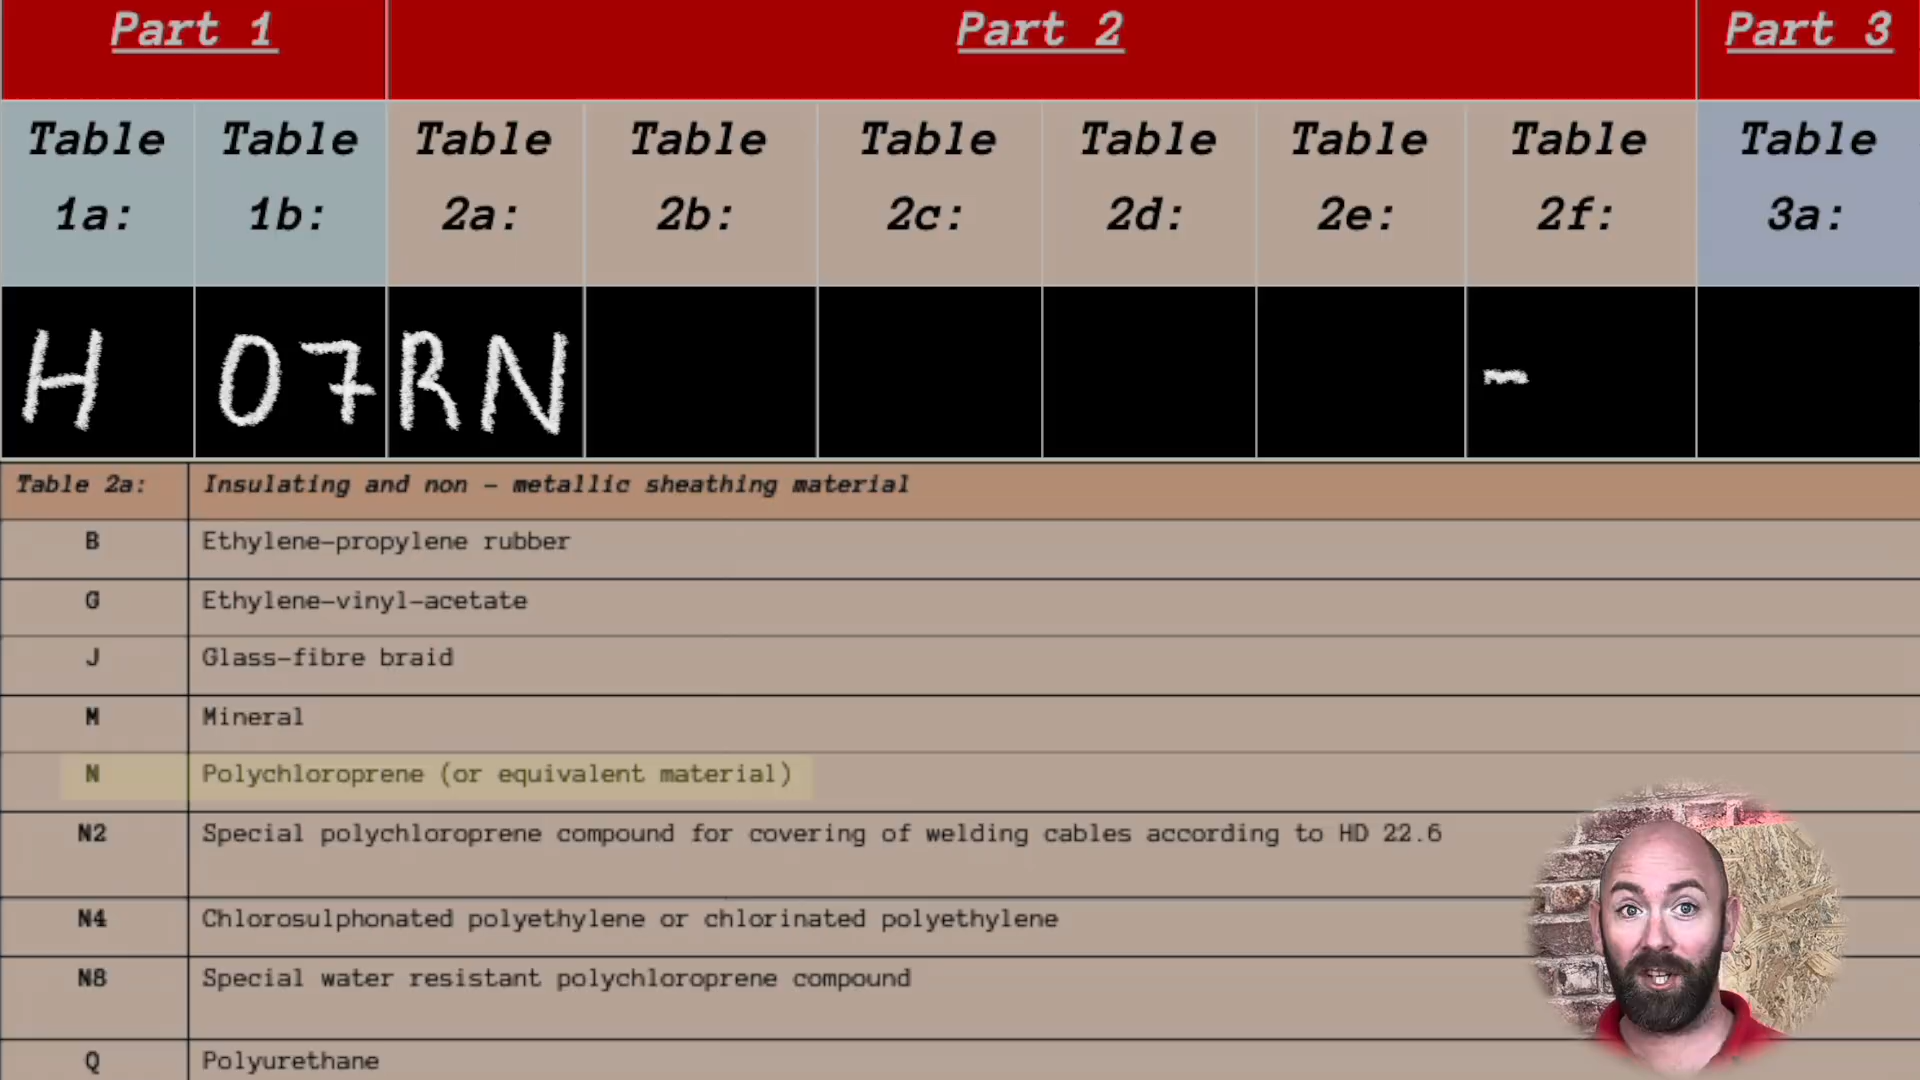 Part 1 Part 2 Part 3
Table 1a: Table 1b: Table 2a: Table 2b: Table 2c: Table 2d: Table 2e: Table 2f: Table 3a:
H 07 RN -
Table 2a: Insulating and non - metallic sheathing material
B Ethylene-propylene rubber
G Ethylene-vinyl-acetate
J Glass-fibre braid
M Mineral
N Polychloroprene (or equivalent material)
N2 Special polychloroprene compound for covering of welding cables according to HD 22.6
N4 Chlorosulphonated polyethylene or chlorinated polyethylene
N8 Special water resistant polychloroprene compound
Q Polyurethane